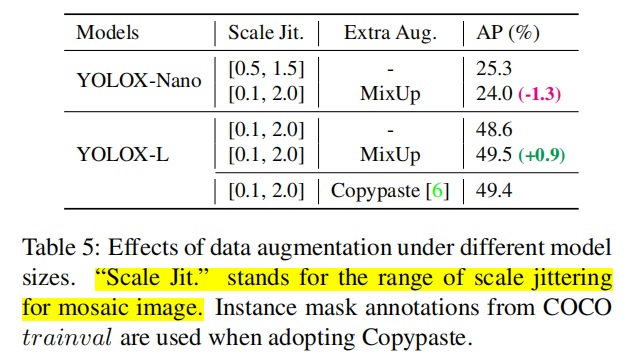 Models Scale Jit. Extra Aug. AP (%)
YOLOX-Nano [0.5, 1.5] - 25.3
[0.1, 2.0] MixUp 24.0 (-1.3)
YOLOX-L [0.1, 2.0] - 48.6
[0.1, 2.0] MixUp 49.5 (+0.9)
[0.1, 2.0] Copypaste [6] 49.4
Table 5: Effects of data augmentation under different model
sizes. “Scale Jit.” stands for the range of scale jittering
for mosaic image. Instance mask annotations from COCO
trainval are used when adopting Copypaste.